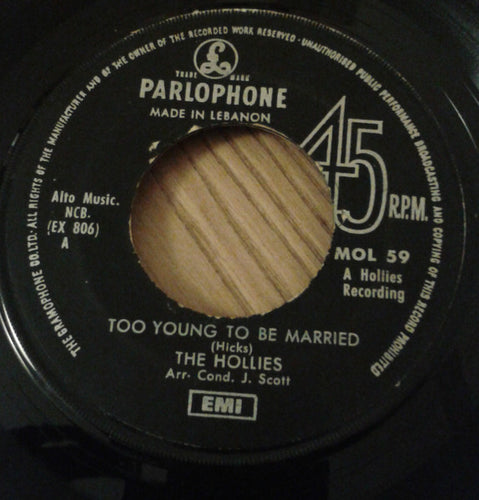 THE GRAMOPHONE CO.LTD. ALL RIGHTS OF THE MANUFACTURER AND OF THE OWNER OF THE RECORDED WORK RESERVED · UNAUTHORISED PUBLIC PERFORMANCE BROADCASTING AND COPYING OF THIS RECORD PROHIBITED
£
TRADE MARK
PARLOPHONE
MADE IN LEBANON
45
R.P.M.
Alto Music.
NCB.
(EX 806)
A
MOL 59
A Hollies
Recording
TOO YOUNG TO BE MARRIED
(Hicks)
THE HOLLIES
Arr- Cond. J. Scott
EMI